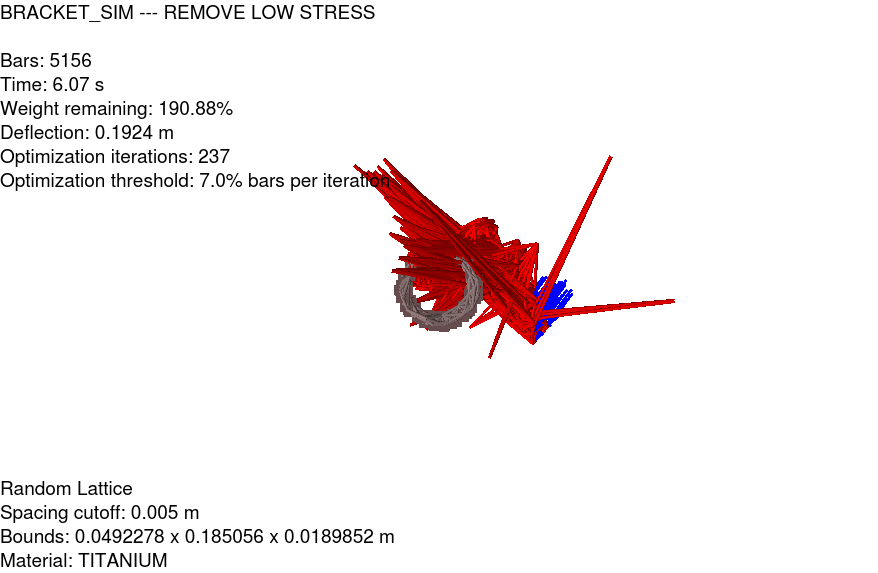 BRACKET_SIM --- REMOVE LOW STRESS
Bars: 5156
Time: 6.07 s
Weight remaining: 190.88%
Deflection: 0.1924 m
Optimization iterations: 237
Optimization threshold: 7.0% bars per iteration
Random Lattice
Spacing cutoff: 0.005 m
Bounds: 0.0492278 x 0.185056 x 0.0189852 m
Material: TITANIUM